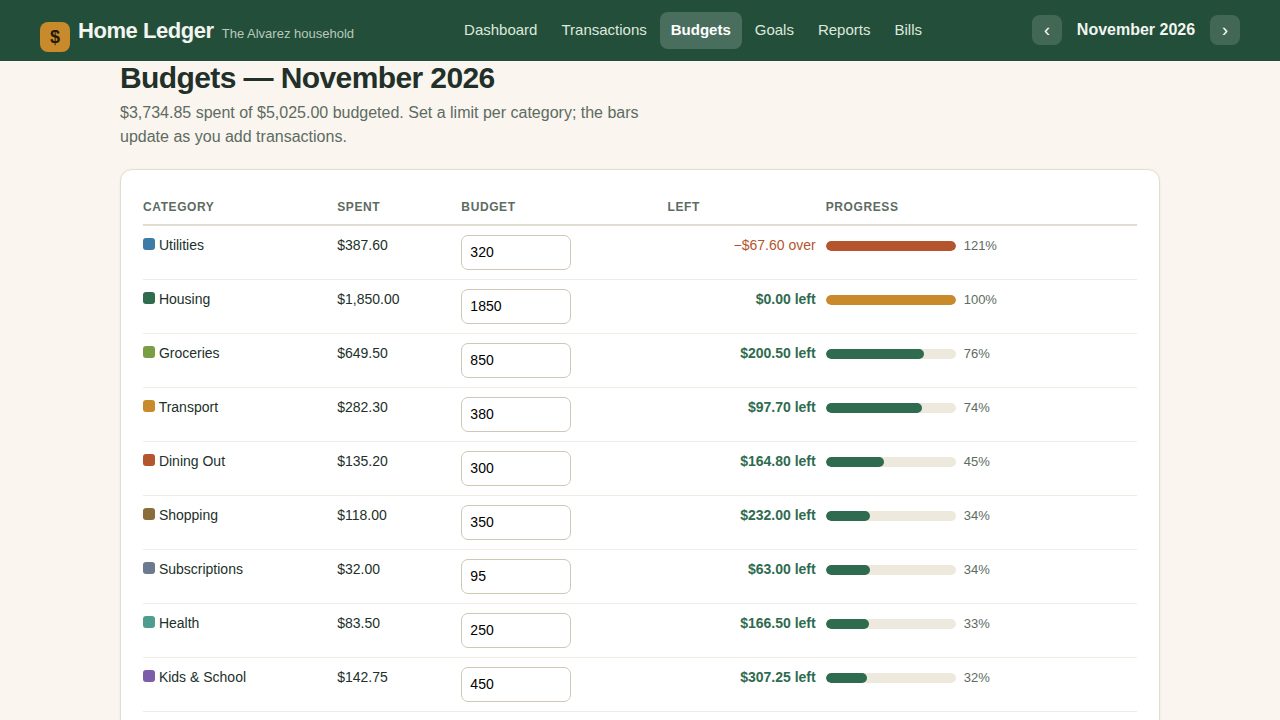 $ Home Ledger The Alvarez household Dashboard Transactions Budgets Goals Reports Bills ‹ November 2026 ›
Budgets — November 2026
$3,734.85 spent of $5,025.00 budgeted. Set a limit per category; the bars
update as you add transactions.
CATEGORY SPENT BUDGET LEFT PROGRESS
Utilities $387.60 320 −$67.60 over 121%
Housing $1,850.00 1850 $0.00 left 100%
Groceries $649.50 850 $200.50 left 76%
Transport $282.30 380 $97.70 left 74%
Dining Out $135.20 300 $164.80 left 45%
Shopping $118.00 350 $232.00 left 34%
Subscriptions $32.00 95 $63.00 left 34%
Health $83.50 250 $166.50 left 33%
Kids & School $142.75 450 $307.25 left 32%